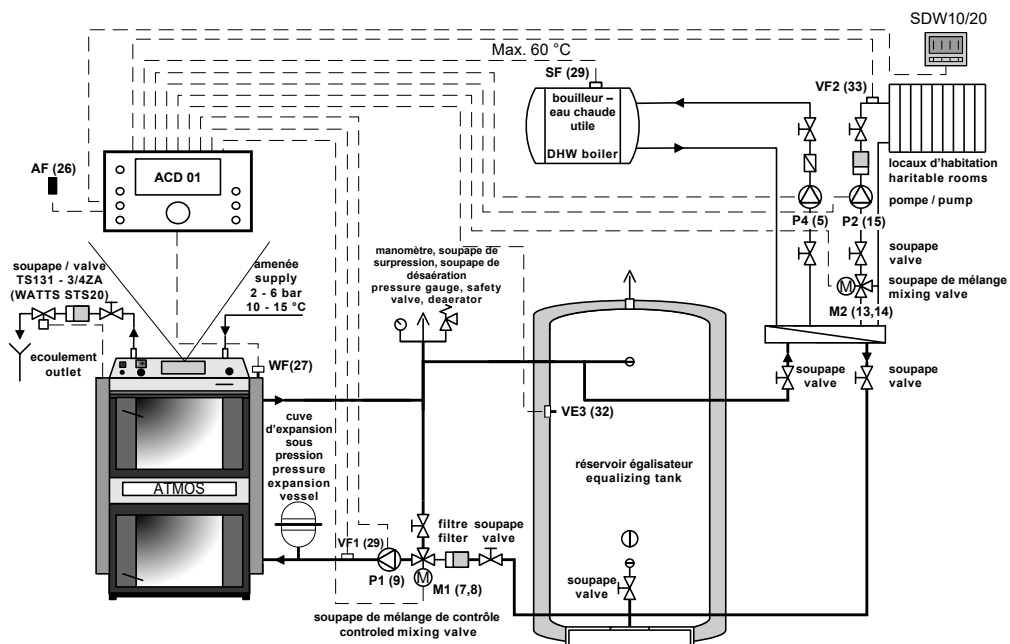 SDW10/20
Max. 60 °C
SF (29)
VF2 (33)
bouilleur –
eau chaude
utile
DHW boiler
locaux d'habitation
haritable rooms
pompe / pump
P4 (5)
P2 (15)
AF (26)
ACD 01
soupape
valve
M
soupape de mélange
mixing valve
M2 (13,14)
manomètre, soupape de
surpression, soupape de
désaération
pressure gauge, safety
valve, deaerator
soupape / valve
TS131 - 3/4ZA
(WATTS STS20)
amenée
supply
2 - 6 bar
10 - 15 °C
ecoulement
outlet
WF(27)
soupape
valve
soupape
valve
cuve
d'expansion
sous
pression
pressure
expansion
vessel
VE3 (32)
réservoir égalisateur
equalizing tank
ATMOS
filtre
filter
soupape
valve
VF1 (29)
P1 (9)
M
M1 (7,8)
soupape
valve
soupape de mélange de contrôle
controled mixing valve